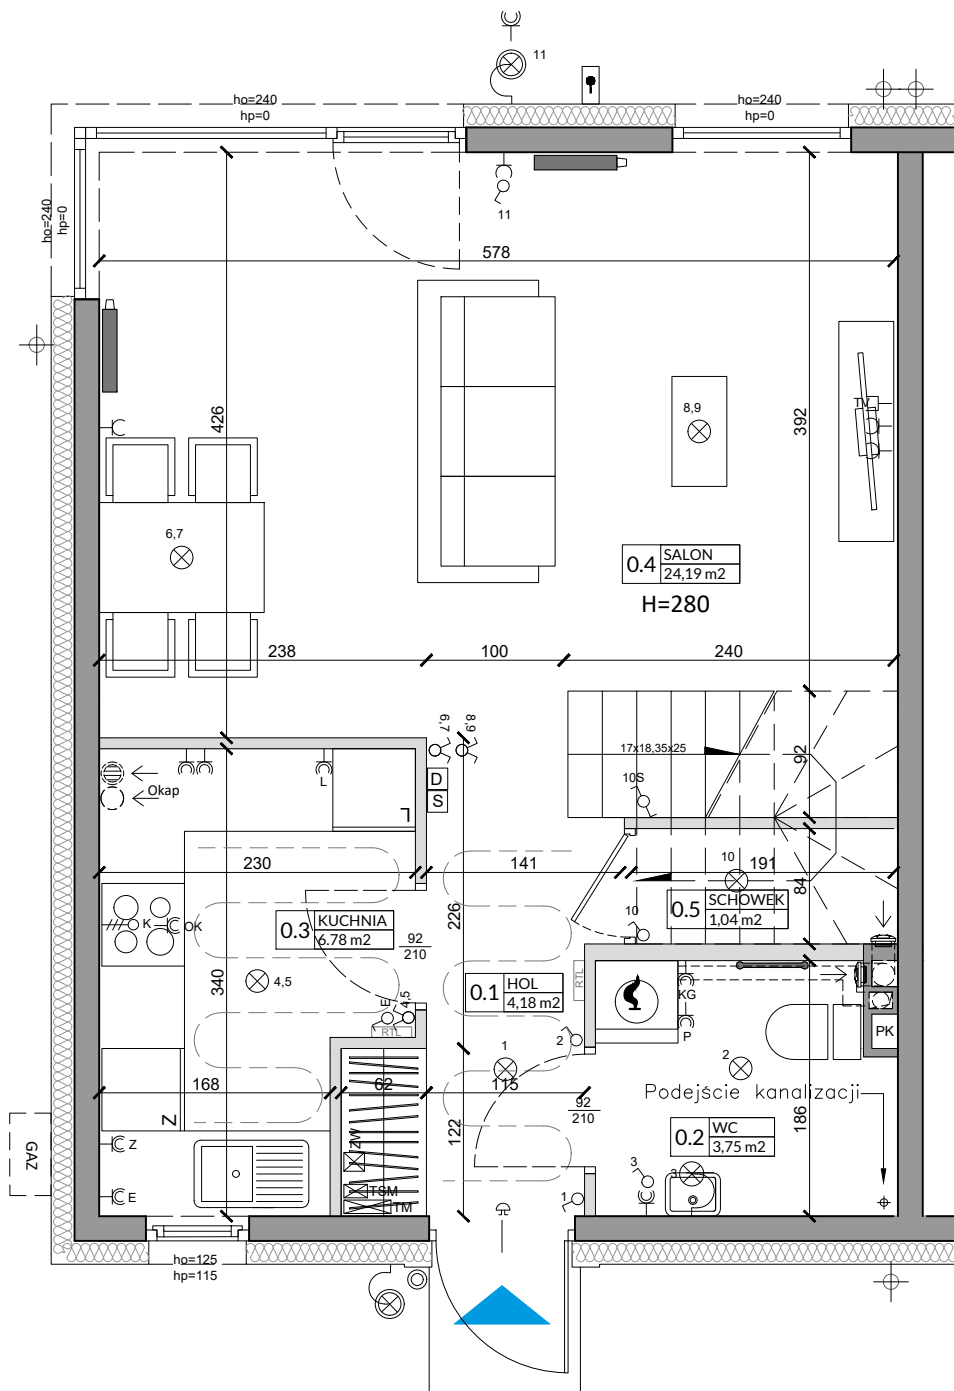 11
ho=240
hp=0
ho=240
hp=0
ho=240
hp=0
11
578
426
392
TV
8,9
6,7
0.4 SALON
24,19 m2
H=280
238
100
240
6,7
8,9
17x18,35x25
92
10S
Okap
L
D
S
230
141
10
191
84
0.5 SCHOWEK
1,04 m2
10
K
OK
0.3 KUCHNIA
6.78 m2
92
210
226
340
4,5
0.1 HOL
4,18 m2
RTL
KG
P
PK
E
4,5
RTL
2
1
2
168
62
115
92
210
Podejście kanalizacji
186
122
0.2 WC
3,75 m2
Z
Z
E
ZW
TSM
TM
3
3
1
GAZ
ho=125
hp=115